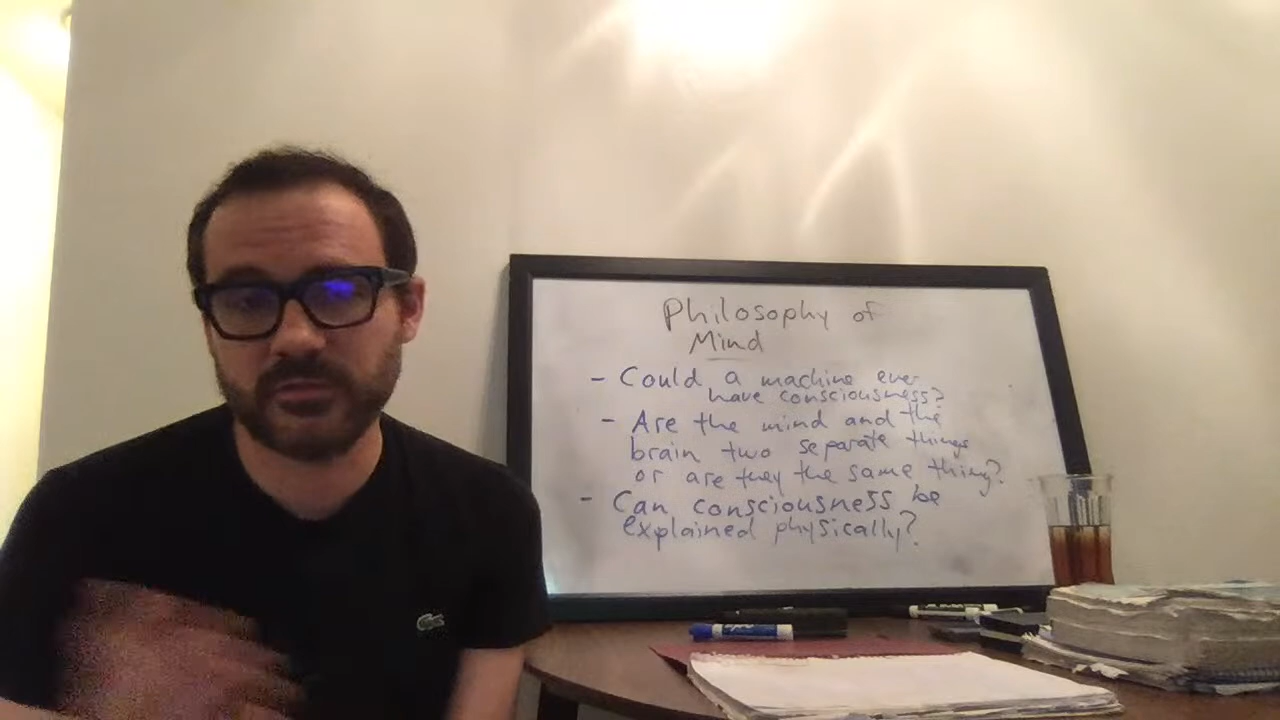 Philosophy of
Mind
- Could a machine ever
have consciousness?
- Are the mind and the
brain two separate things
or are they the same thing?
- Can consciousness be
explained physically?